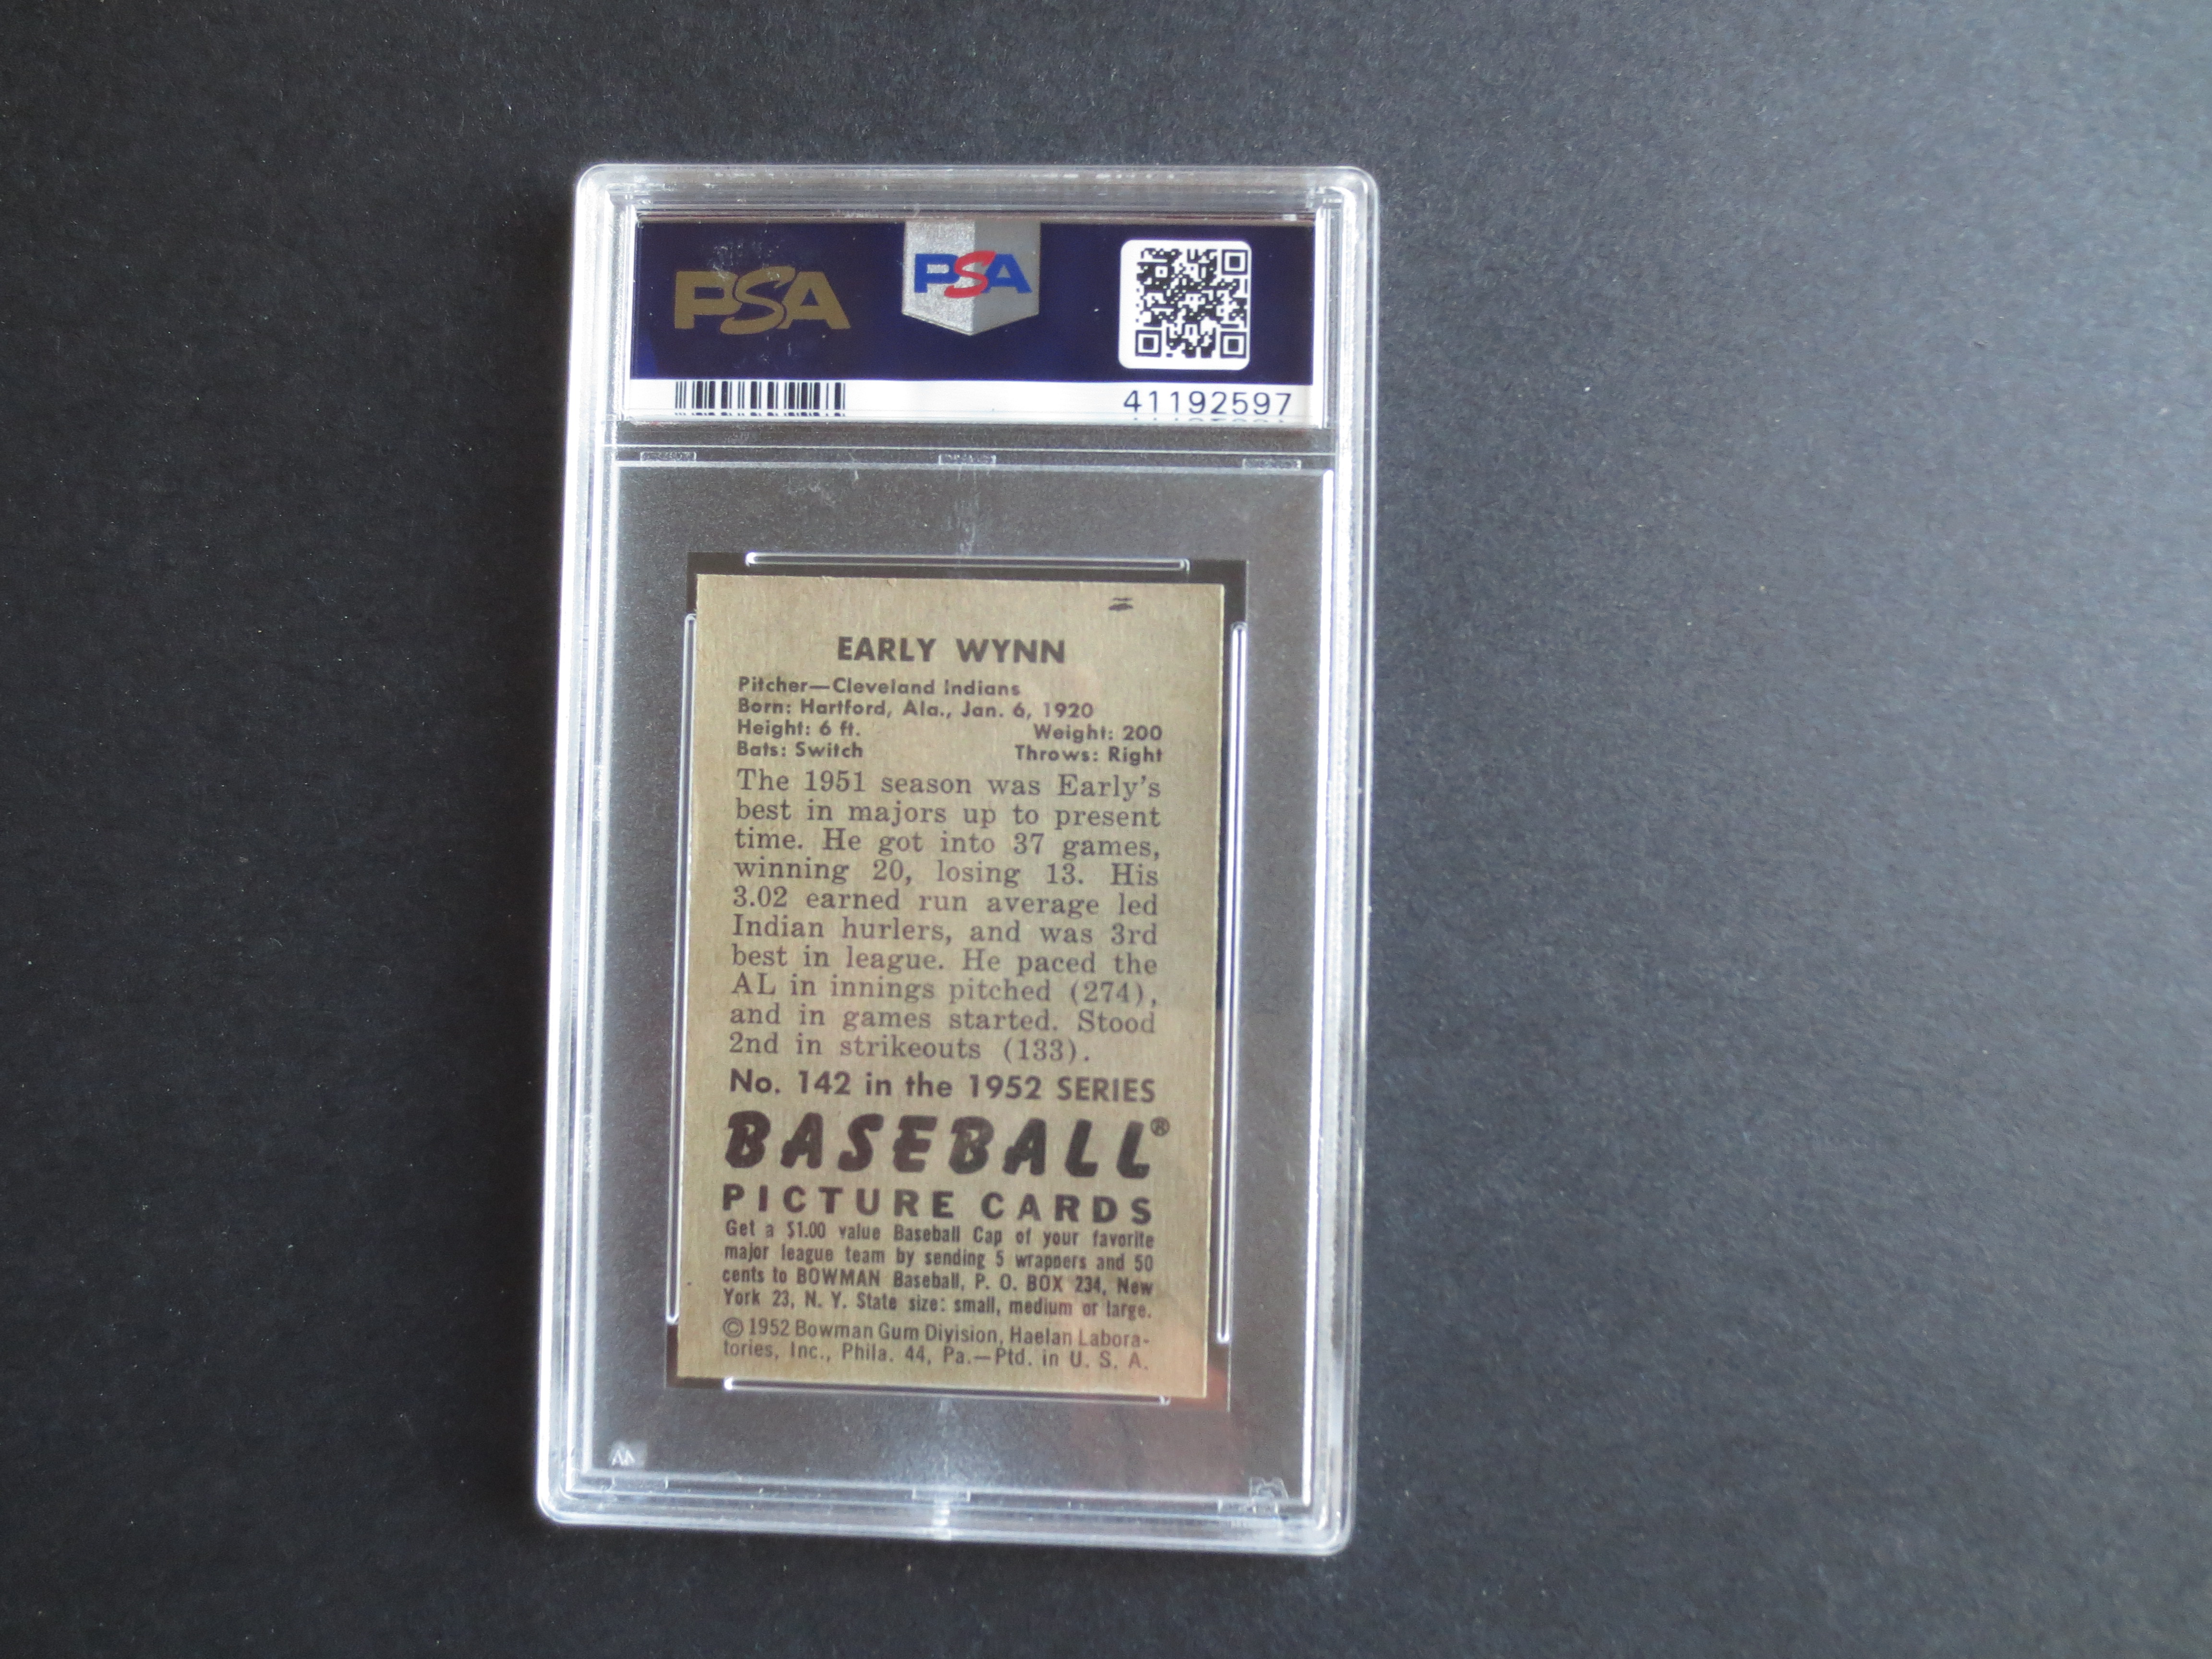 PSA
PSA
41192597
EARLY WYNN
Pitcher—Cleveland Indians
Born: Hartford, Ala., Jan. 6, 1920
Height: 6 ft. Weight: 200
Bats: Switch Throws: Right
The 1951 season was Early's
best in majors up to present
time. He got into 37 games,
winning 20, losing 13. His
3.02 earned run average led
Indian hurlers, and was 3rd
best in league. He paced the
AL in innings pitched (274),
and in games started. Stood
2nd in strikeouts (133).
No. 142 in the 1952 SERIES
BASEBALL®
PICTURE CARDS
Get a $1.00 value Baseball Cap of your favorite
major league team by sending 5 wrappers and 50
cents to BOWMAN Baseball, P. O. BOX 234, New
York 23, N. Y. State size: small, medium or large.
© 1952 Bowman Gum Division, Haelan Labora-
tories, Inc., Phila. 44, Pa.—Ptd. in U. S. A.